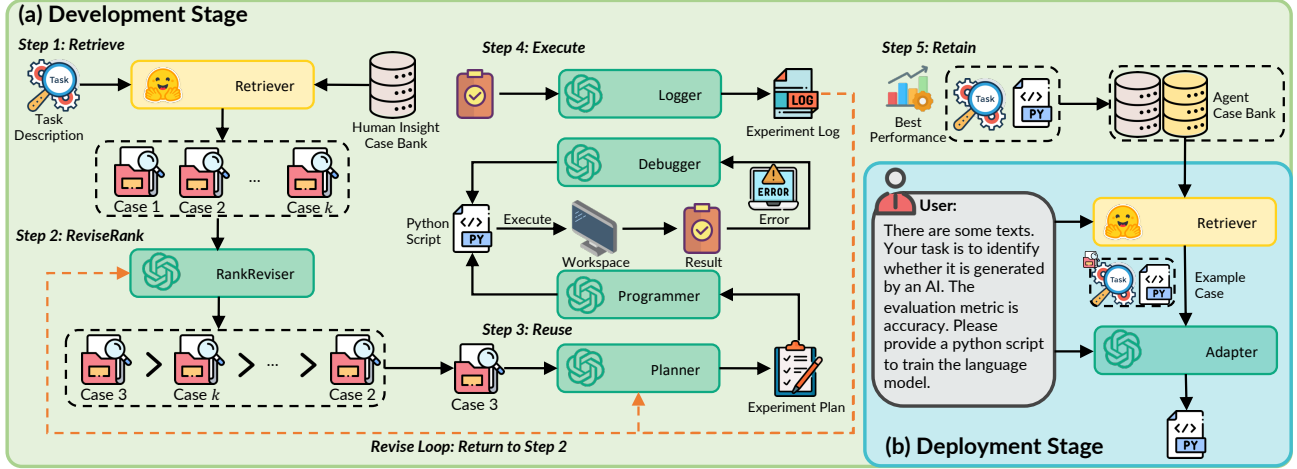 (a) Development Stage
Step 1: Retrieve
Task
Task
Description
Retriever
Human Insight
Case Bank
Case 1
Case 2
...
Case k
Step 2: ReviseRank
RankReviser
Case 3
Case k
...
Case 2
Step 4: Execute
Logger
LOG
Experiment Log
Debugger
ERROR
Error
Python
Script
PY
Execute
Workspace
Result
Programmer
Step 3: Reuse
Case 3
Planner
Experiment Plan
Revise Loop: Return to Step 2
Step 5: Retain
Best
Performance
Task
PY
Agent
Case Bank
User:
There are some texts.
Your task is to identify
whether it is generated
by an AI. The
evaluation metric is
accuracy. Please
provide a python script
to train the language
model.
Retriever
Task
PY
Example
Case
Adapter
PY
(b) Deployment Stage